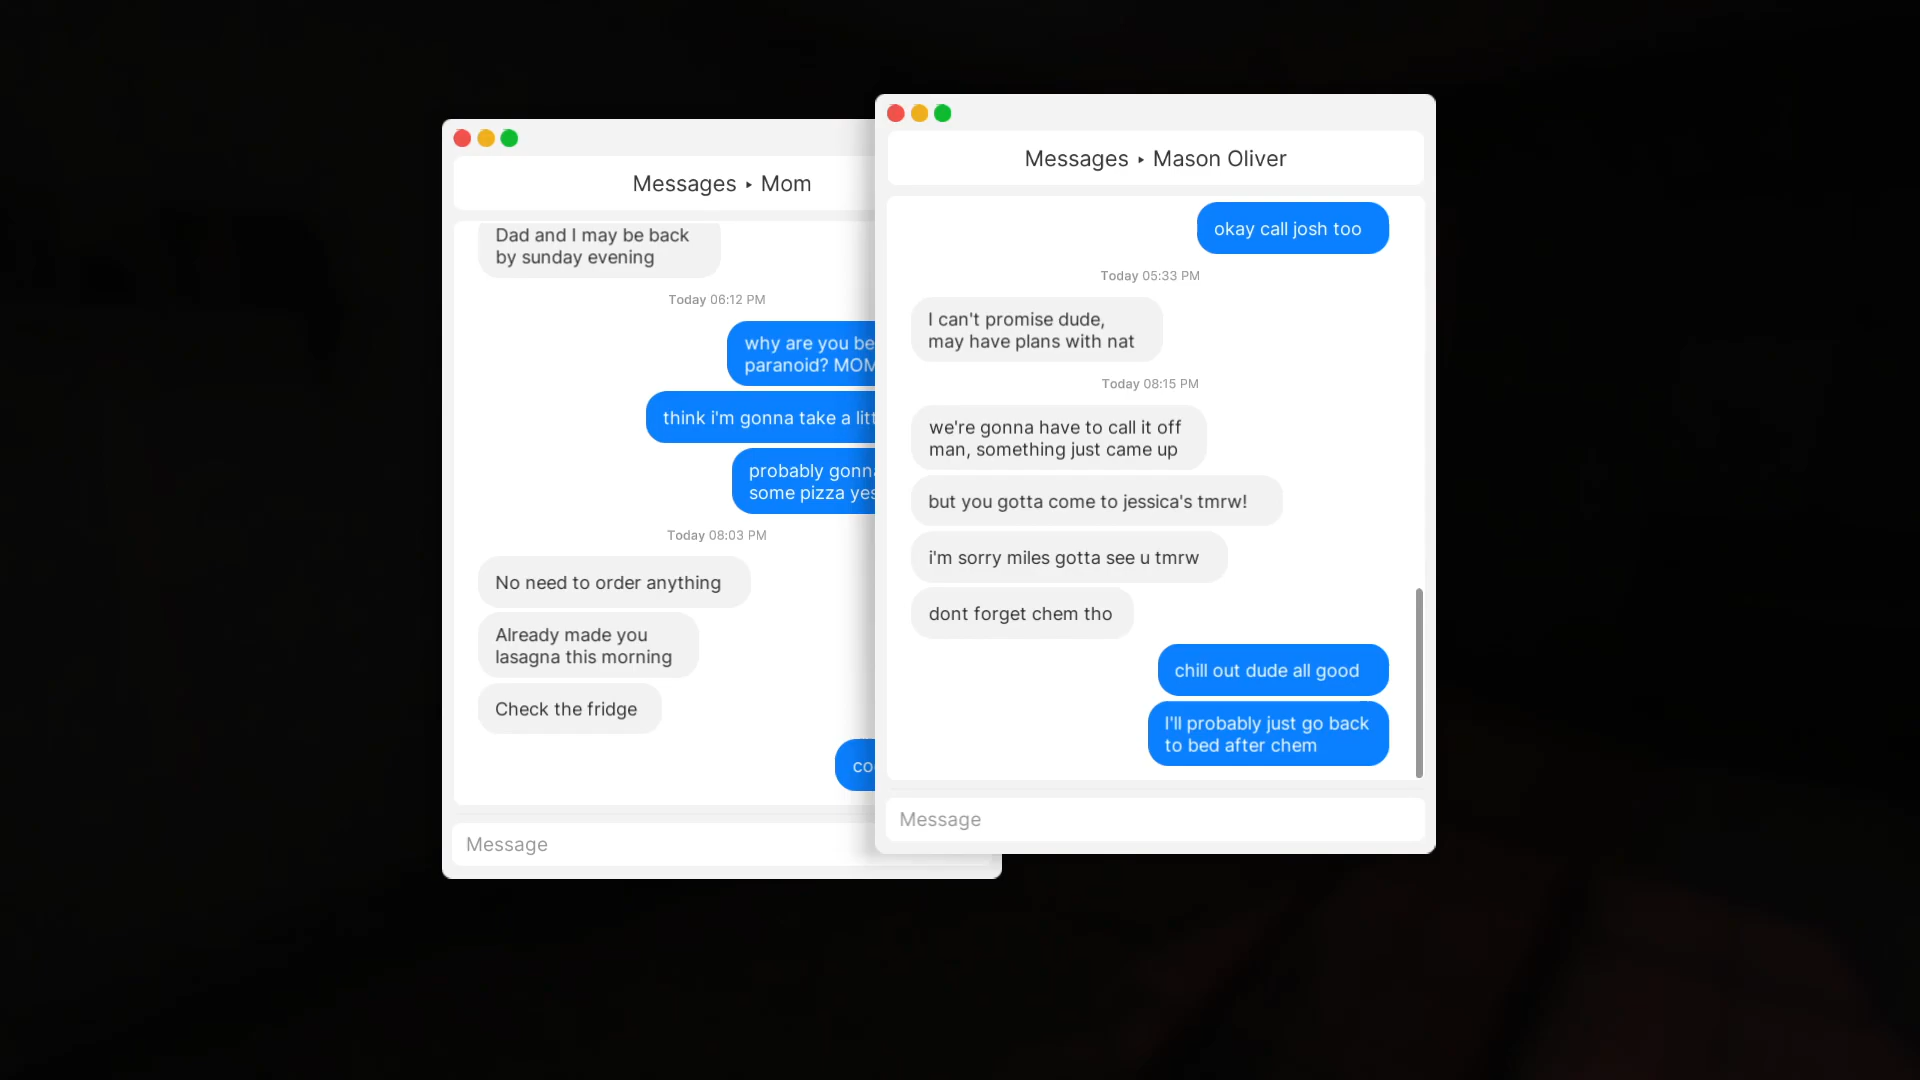 Messages ‣ Mom
Dad and I may be back
by sunday evening
Today 06:12 PM
why are you
paranoid?
think i'm gonna take a
probably
some pizza
Today 08:03 PM
No need to order anything
Already made you
lasagna this morning
Check the fridge
Message
Messages ‣ Mason Oliver
okay call josh too
Today 05:33 PM
I can't promise dude,
may have plans with nat
Today 08:15 PM
we're gonna have to call it off
man, something just came up
but you gotta come to jessica's tmrw!
i'm sorry miles gotta see u tmrw
dont forget chem tho
chill out dude all good
I'll probably just go back
to bed after chem
Message